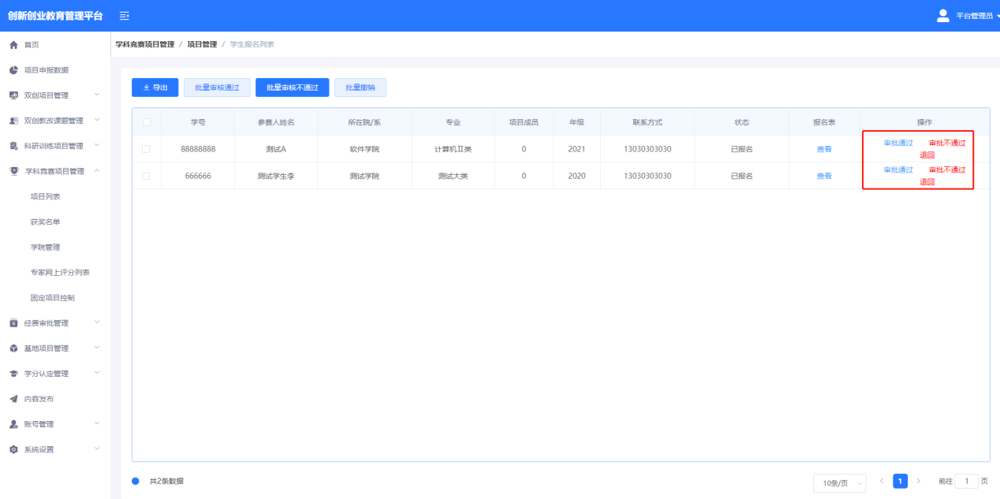 创新创业教育管理平台
平台管理员
首页
项目申报数据
双创项目管理
双创教改课题管理
科研训练项目管理
学科竞赛项目管理
项目列表
获奖名单
学院管理
专家网上评分列表
固定项目控制
经费审批管理
基地项目管理
学分认定管理
内容发布
账号管理
系统设置
学科竞赛项目管理 / 项目管理 / 学生报名列表
导出 批量审核通过 批量审核不通过 批量撤销
学号 参赛人姓名 所在院/系 专业 项目成员 年级 联系方式 状态 报名表 操作
88888888 测试A 软件学院 计算机II类 0 2021 13030303030 已报名 查看 审批通过 审批不通过
退回
666666 测试学生李 测试学院 测试大类 0 2020 13030303030 已报名 查看 审批通过 审批不通过
退回
共2条数据 10条/页 1 前往 1 页